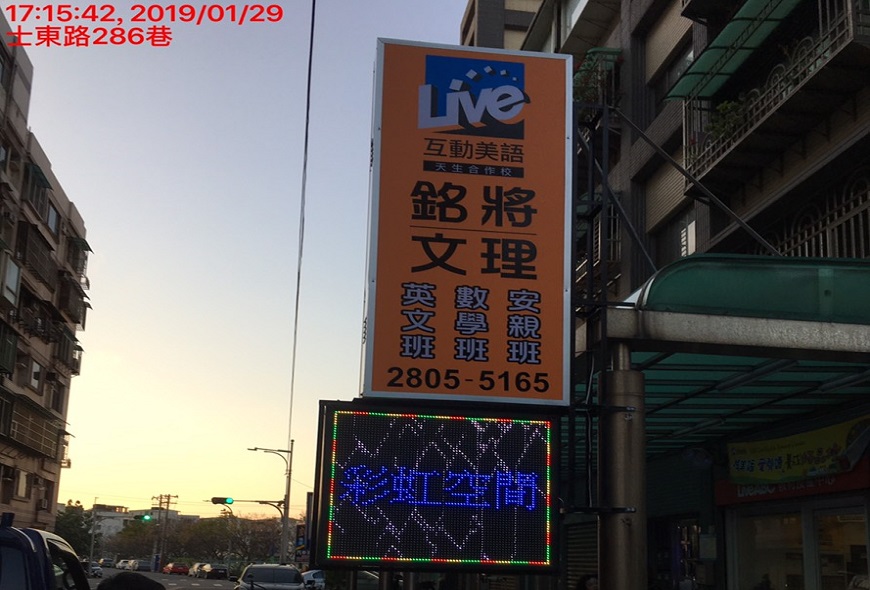 17:15:42, 2019/01/29
士東路286巷
Live
互動美語
天生合作校
銘將
文理
安親班
數學班
英文班
2805-5165
彩虹空間